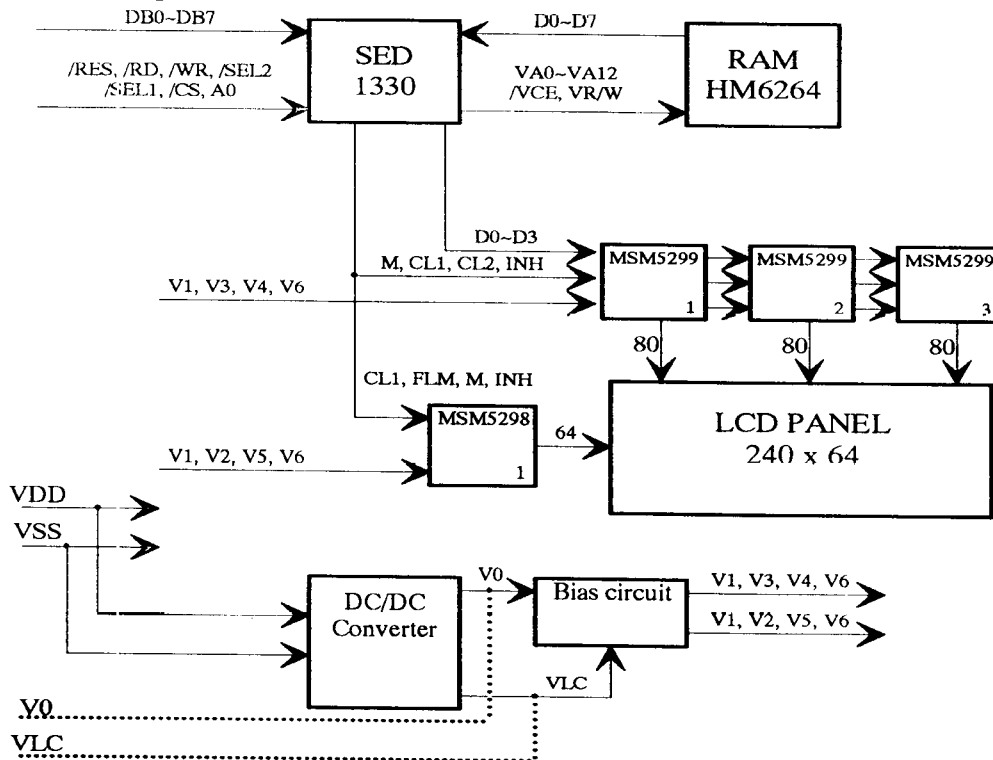 DB0~DB7
/RES, /RD, /WR, /SEL2
/SEL1, /CS, A0
SED
1330
D0~D7
VA0~VA12
/VCE, VR/W
RAM
HM6264
D0~D3
M, CL1, CL2, INH
V1, V3, V4, V6
MSM5299
1
MSM5299
2
MSM5299
3
80
80
80
CL1, FLM, M, INH
MSM5298
1
64
V1, V2, V5, V6
LCD PANEL
240 x 64
VDD
VSS
DC/DC
Converter
V0
Bias circuit
V1, V3, V4, V6
V1, V2, V5, V6
VLC
V0
VLC